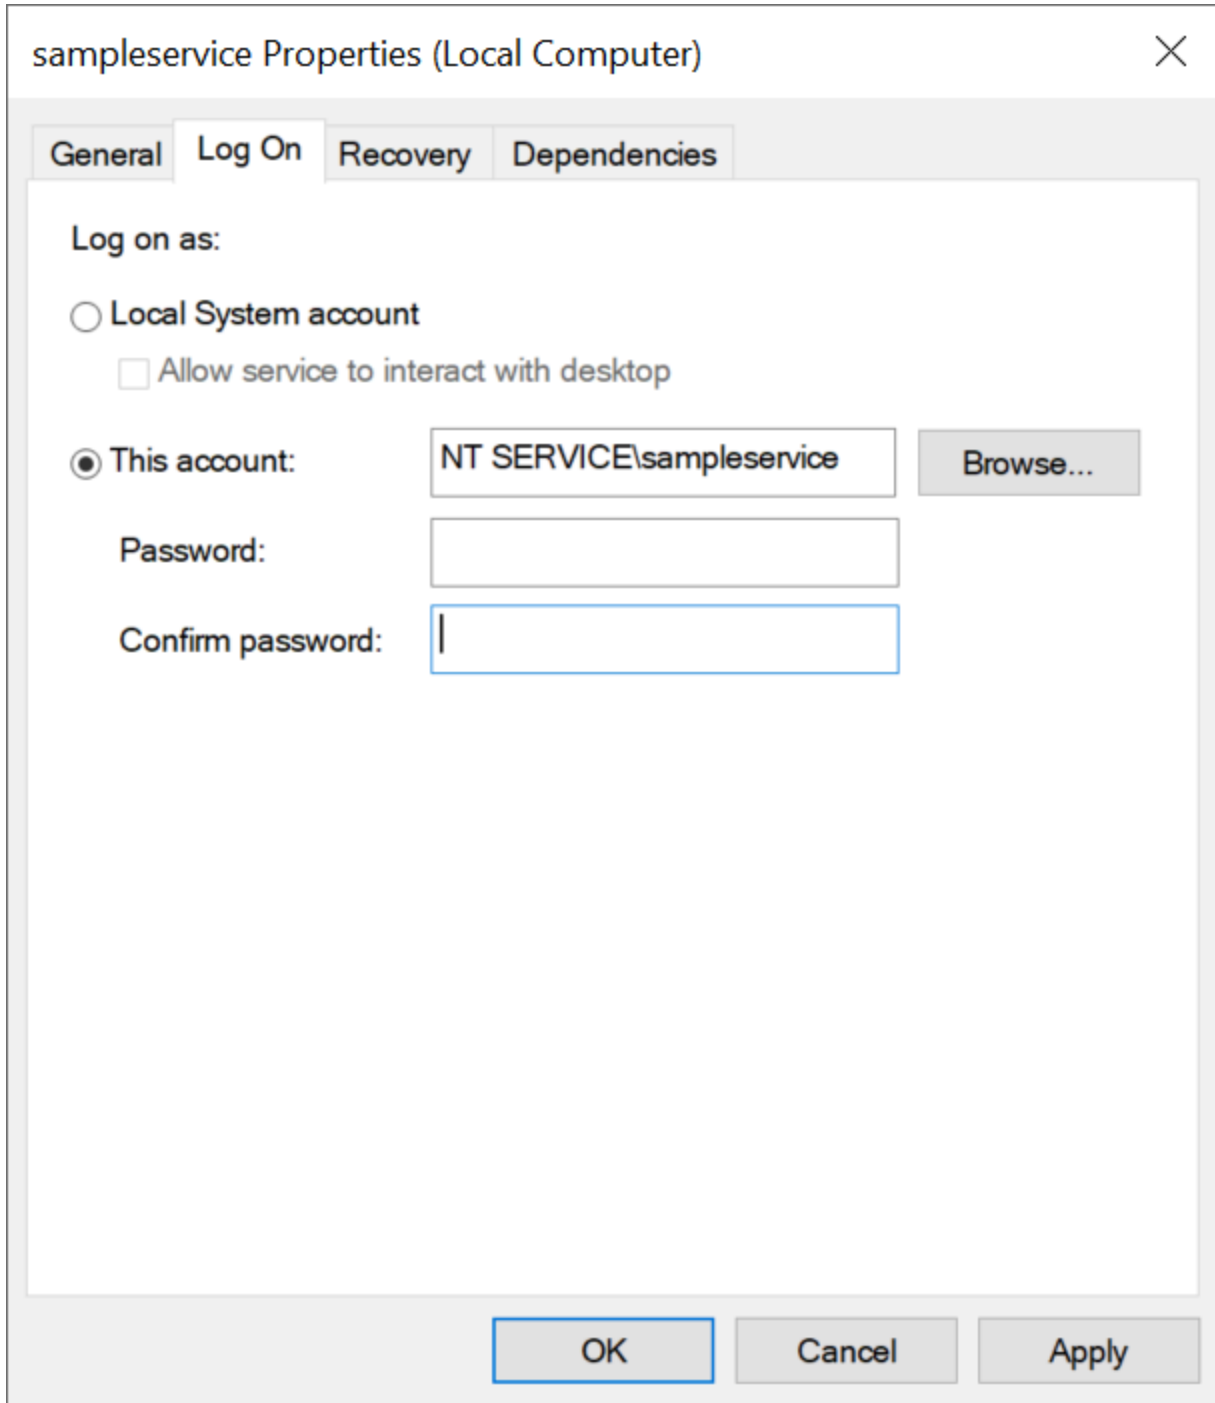 sampleservice Properties (Local Computer)
General Log On Recovery Dependencies
Log on as:
Local System account
Allow service to interact with desktop
This account: NT SERVICE\sampleservice Browse...
Password:
Confirm password:
OK Cancel Apply